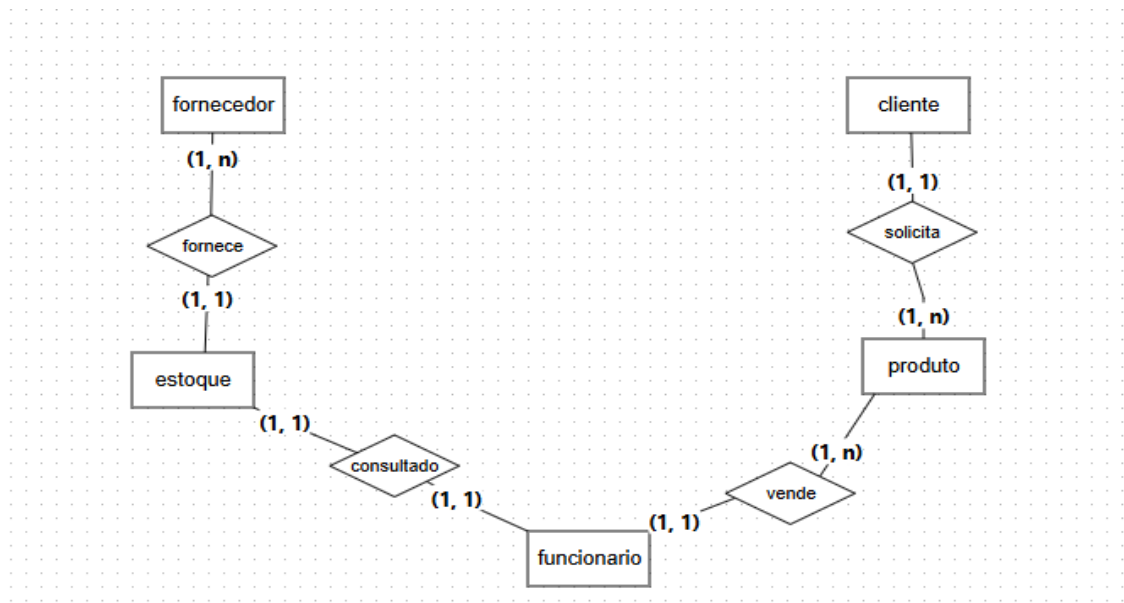 fornecedor
cliente
(1, n)
(1, 1)
solicita
fornece
(1, 1)
(1, n)
produto
estoque
(1, 1)
(1, n)
consultado
vende
(1, 1)
(1, 1)
funcionario